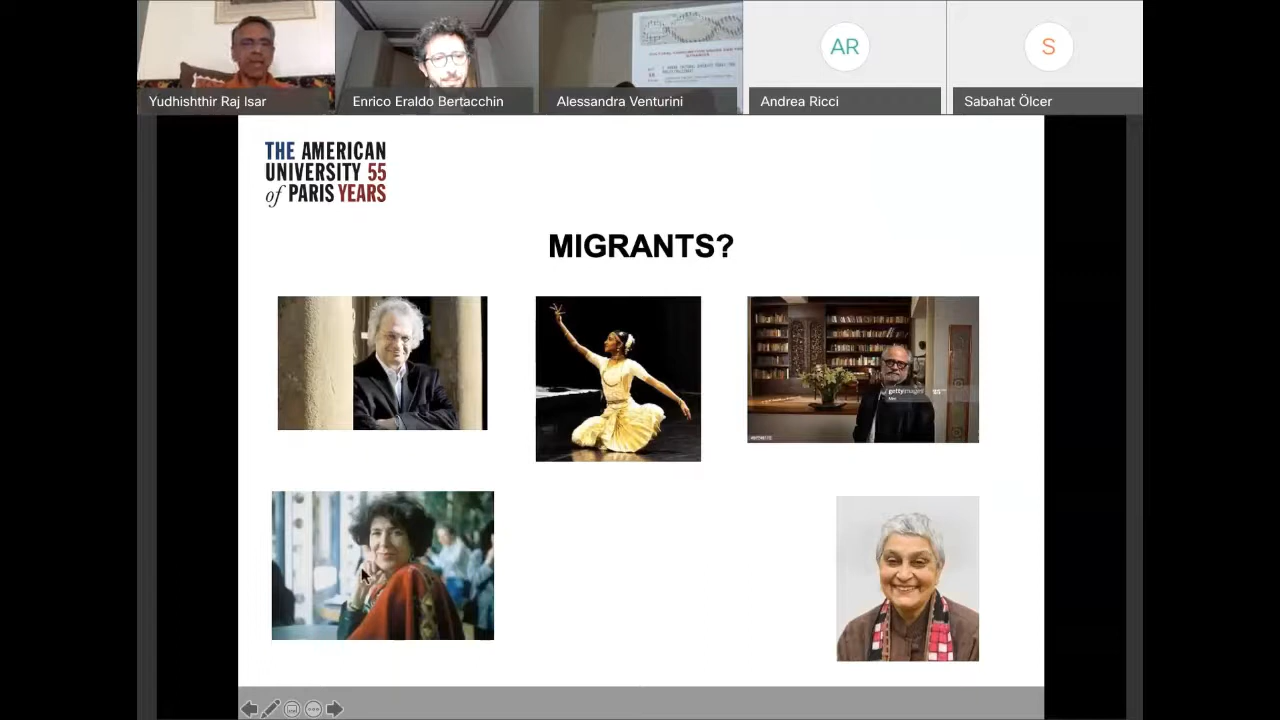 Yudhishthir Raj Isar
Enrico Eraldo Bertacchin
Alessandra Venturini
AR
Andrea Ricci
S
Sabahat Ölcer
THE AMERICAN
UNIVERSITY 55
of PARIS YEARS
MIGRANTS?
gettyimages